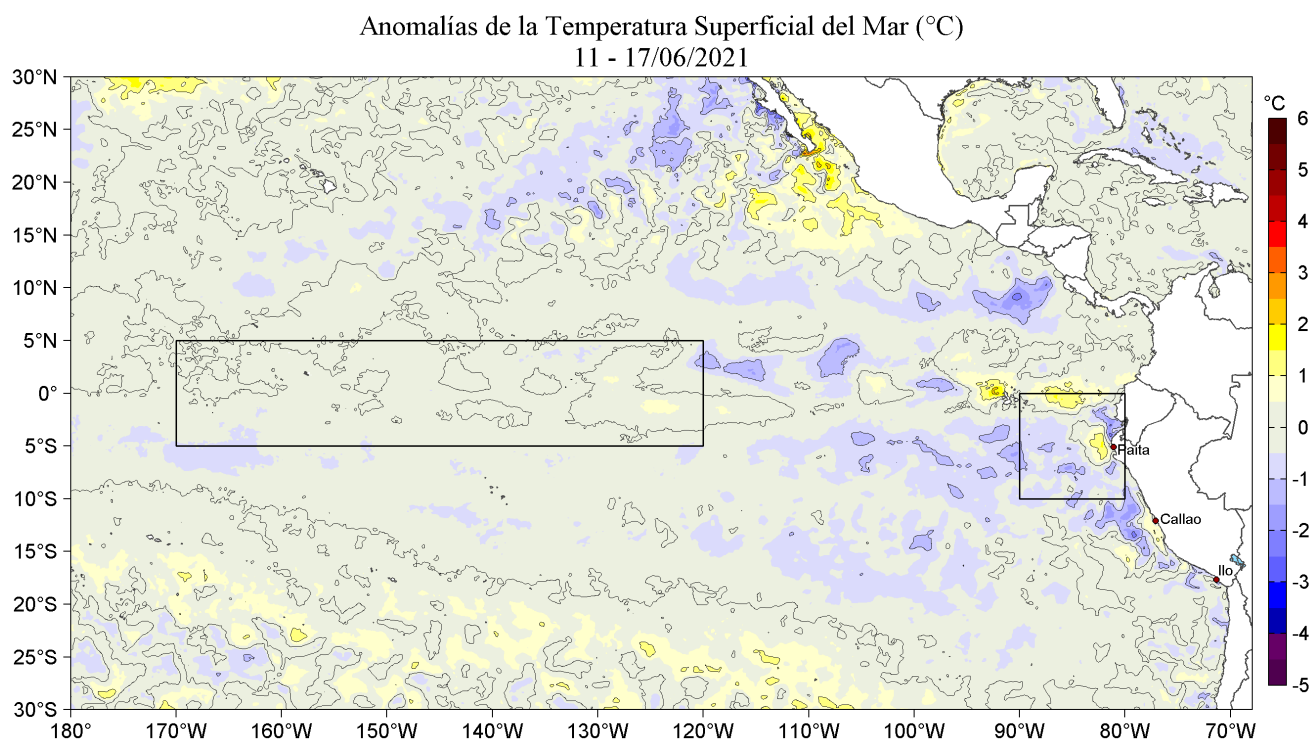 Anomalías de la Temperatura Superficial del Mar (°C)
11 - 17/06/2021
30°N
25°N
20°N
15°N
10°N
5°N
0°
5°S
10°S
15°S
20°S
25°S
30°S
180°
170°W
160°W
150°W
140°W
130°W
120°W
110°W
100°W
90°W
80°W
70°W
Paita
Callao
Ilo
°C
6
5
4
3
2
1
0
-1
-2
-3
-4
-5